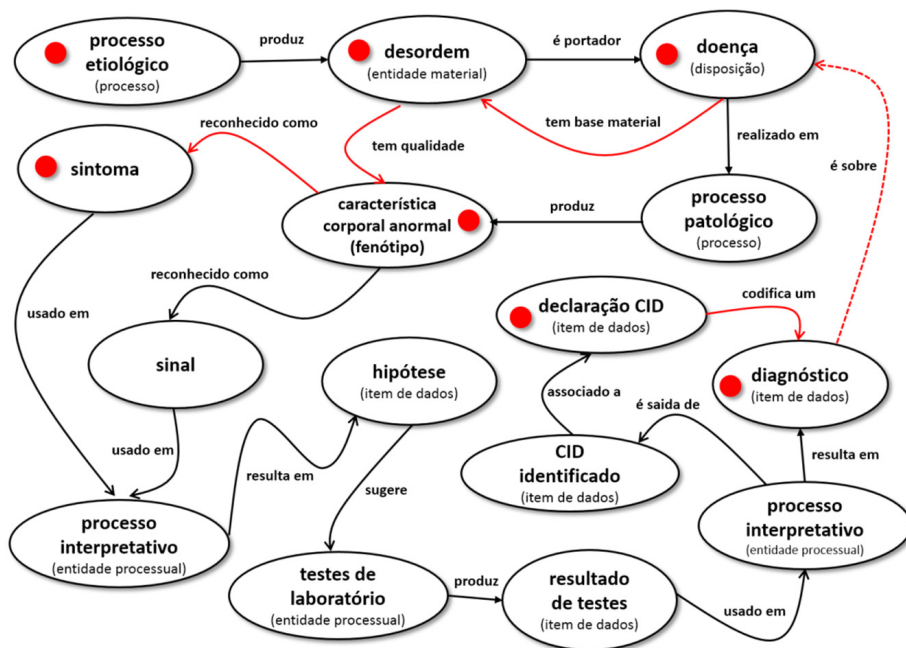 processo
etiológico
(processo)
produz
desordem
(entidade material)
é portador
doença
(disposição)
reconhecido como
tem qualidade
tem base material
realizado em
é sobre
sintoma
característica
corporal anormal
(fenótipo)
produz
processo
patológico
(processo)
reconhecido como
usado em
sinal
hipótese
(item de dados)
declaração CID
(item de dados)
codifica um
diagnóstico
(item de dados)
associado a
é saida de
usado em
resulta em
sugere
CID
identificado
(item de dados)
resulta em
processo
interpretativo
(entidade processual)
processo
interpretativo
(entidade processual)
testes de
laboratório
(entidade processual)
produz
resultado
de testes
(item de dados)
usado em